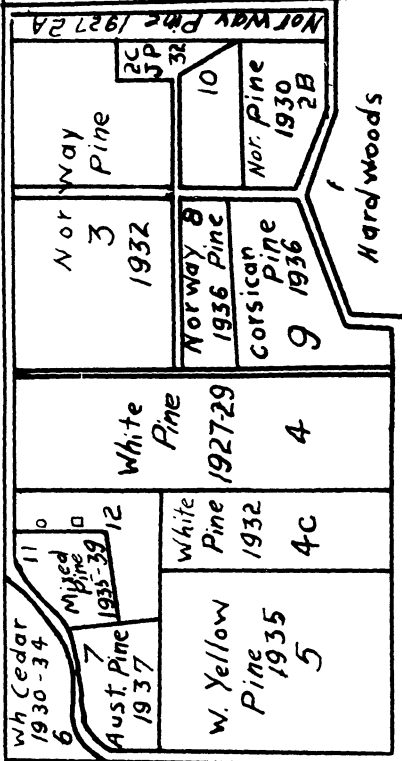 Norway Pine 1927 2A
2C
JP
32
10
Nor. Pine
1930
2B
Hardwoods
Norway
Pine
3
1932
Norway 8
1936 Pine
Corsican
Pine
1936
9
White
Pine
1927-29
4
White
Pine
1932
4C
11
12
Mixed
Pine
1935-39
Wh Cedar
1930-34
6
7
Aust. Pine
1937
W. Yellow
Pine
1935
5